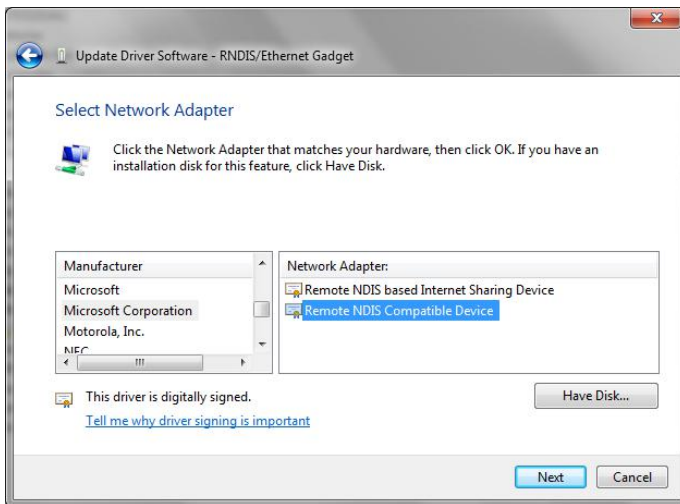 Update Driver Software - RNDIS/Ethernet Gadget
Select Network Adapter
Click the Network Adapter that matches your hardware, then click OK. If you have an
installation disk for this feature, click Have Disk.
Manufacturer
Microsoft
Microsoft Corporation
Motorola, Inc.
NEC
Network Adapter:
Remote NDIS based Internet Sharing Device
Remote NDIS Compatible Device
This driver is digitally signed.
Have Disk...
Tell me why driver signing is important
Next
Cancel